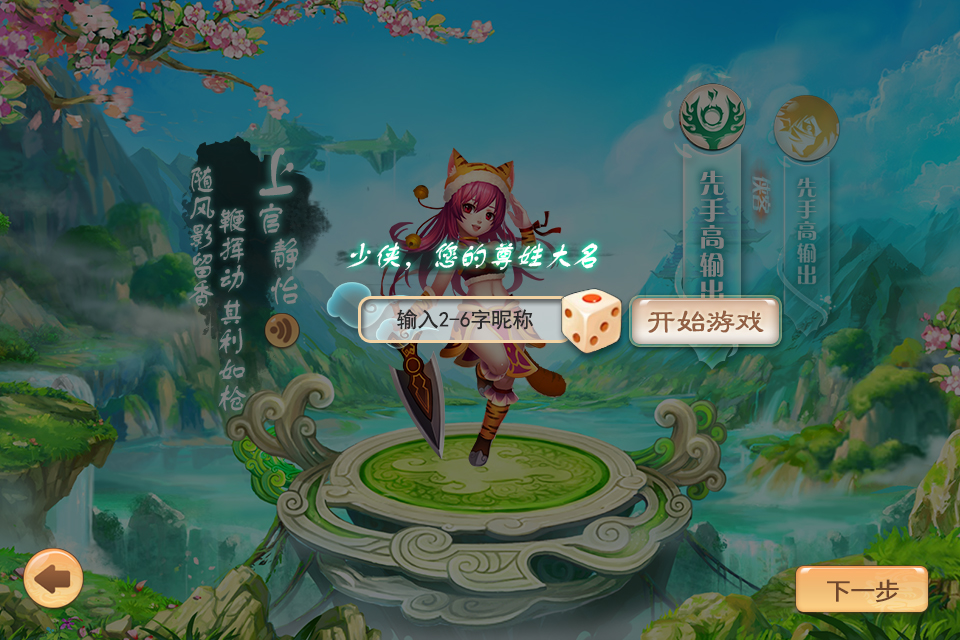 上官静怡
鞭挥动其利如枪
随风影留香
先手高输出
先手高输出
少侠，您的尊姓大名
输入2-6字昵称
开始游戏
下一步